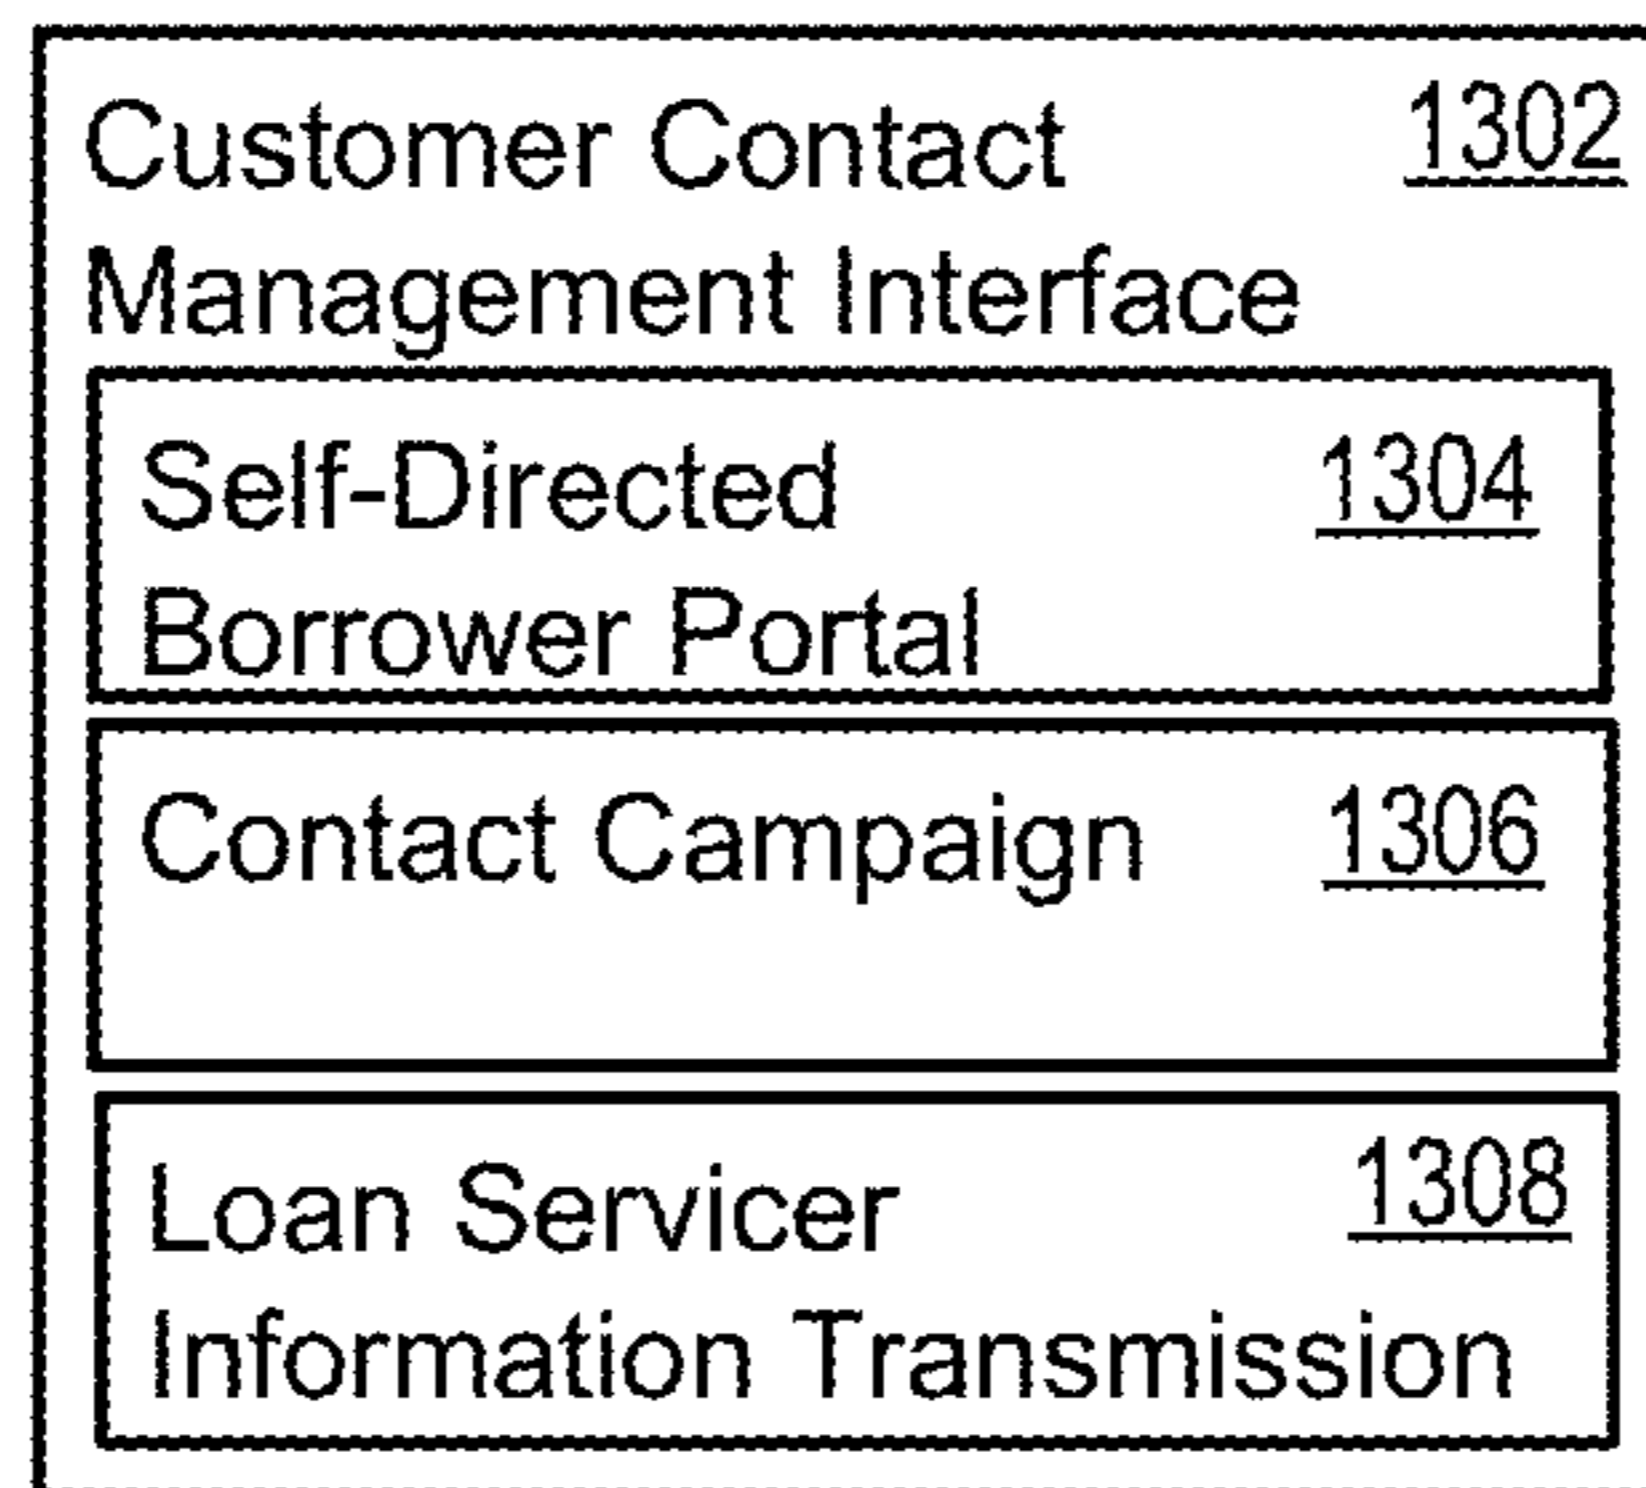 Customer Contact 1302
Management Interface
Self-Directed 1304
Borrower Portal
Contact Campaign 1306
Loan Servicer 1308
Information Transmission